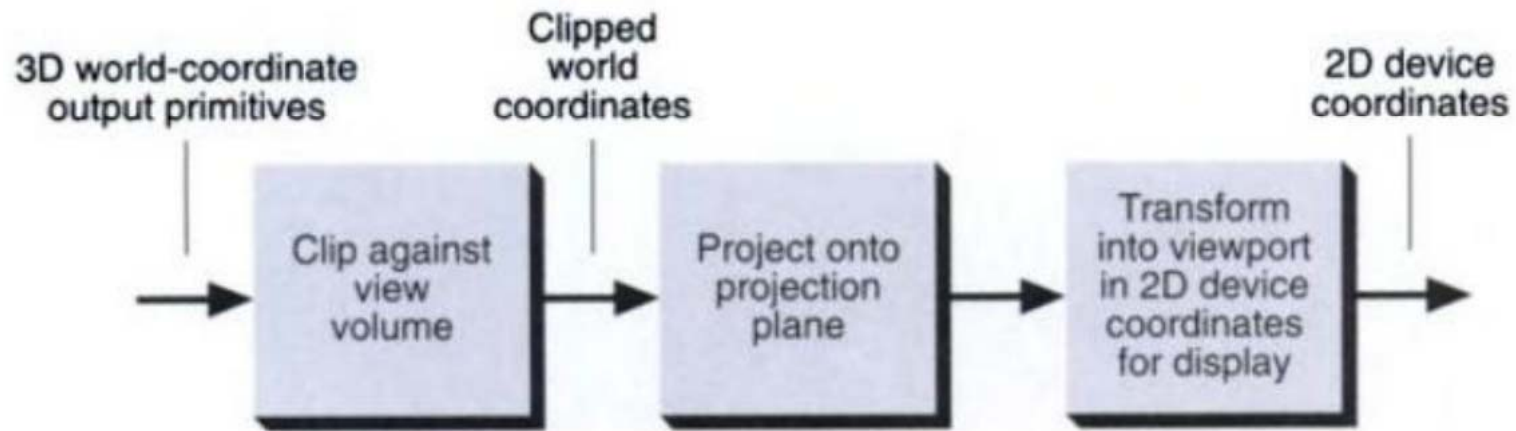 3D world-coordinate
output primitives
Clip against
view
volume
Clipped
world
coordinates
Project onto
projection
plane
Transform
into viewport
in 2D device
coordinates
for display
2D device
coordinates